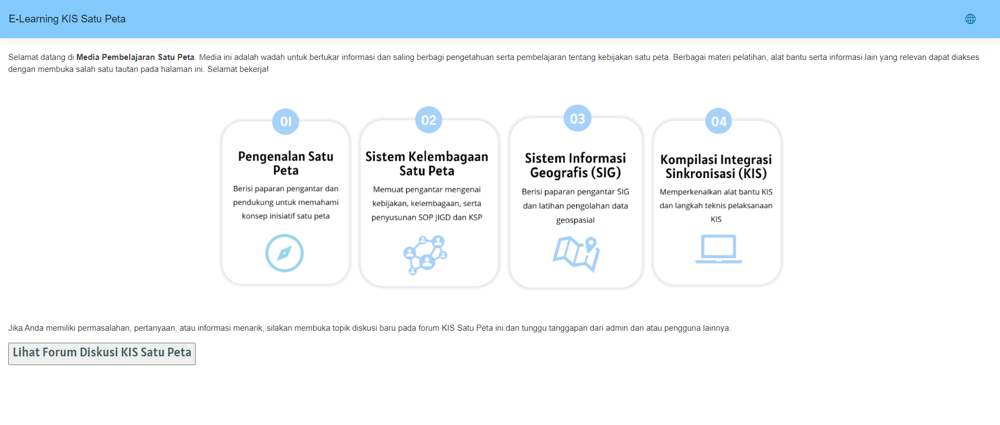 E-Learning KIS Satu Peta
Selamat datang di Media Pembelajaran Satu Peta. Media ini adalah wadah untuk bertukar informasi dan saling berbagi pengetahuan serta pembelajaran tentang kebijakan satu peta. Berbagai materi pelatihan, alat bantu serta informasi lain yang relevan dapat diakses
dengan membuka salah satu tautan pada halaman ini. Selamat bekerja!
01
Pengenalan Satu
Peta
Berisi paparan pengantar dan
pendukung untuk memahami
konsep inisiatif satu peta
02
Sistem Kelembagaan
Satu Peta
Memuat pengantar mengenai
kebijakan, kelembagaan, serta
penyusunan SOP JIGD dan KSP
03
Sistem Informasi
Geografis (SIG)
Berisi paparan pengantar SIG
dan latihan pengolahan data
geospasial
04
Kompilasi Integrasi
Sinkronisasi (KIS)
Memperkenalkan alat bantu KIS
dan langkah teknis pelaksanaan
KIS
Jika Anda memiliki permasalahan, pertanyaan, atau informasi menarik, silakan membuka topik diskusi baru pada forum KIS Satu Peta ini dan tunggu tanggapan dari admin dan atau pengguna lainnya.
Lihat Forum Diskusi KIS Satu Peta